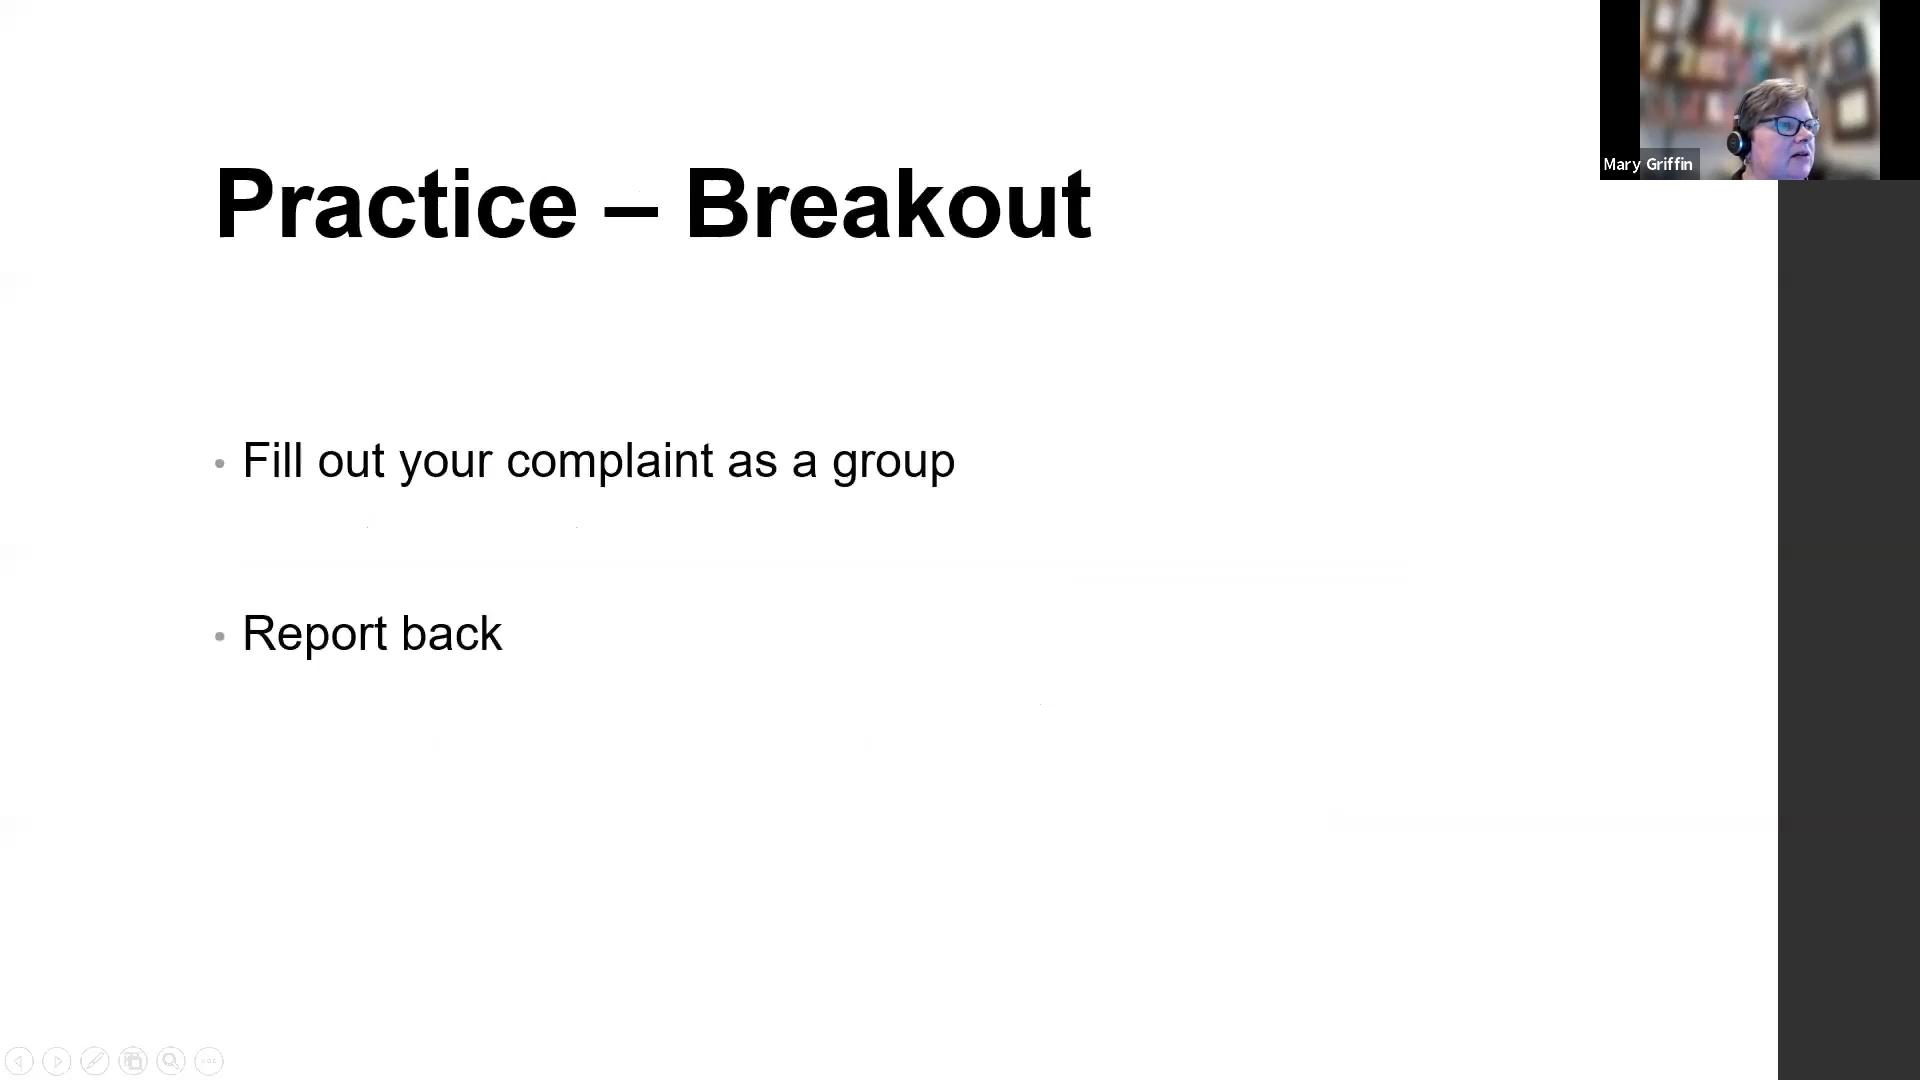 Mary Griffin
Practice – Breakout
• Fill out your complaint as a group
• Report back